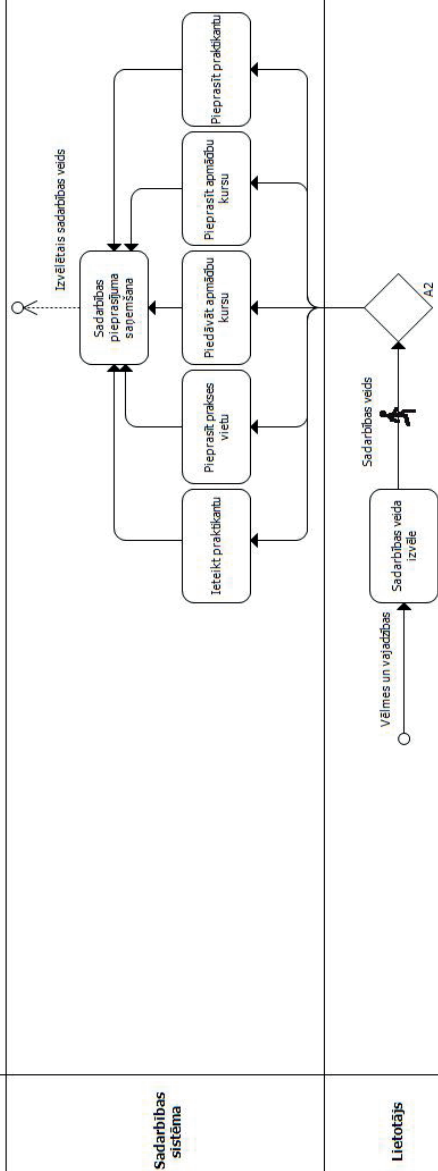 Sadarbības
sistēma
Izvēlētais sadarbības veids
Sadarbības
pieprasījuma
saņemšana
Ieteikt praktikantu
Pieprasīt prakses
vietu
Piedāvāt apmācību
kursu
Pieprasīt apmācību
kursu
Pieprasīt praktikantu
Lietotājs
Vēlmes un vajadzības
Sadarbības veida
izvēle
Sadarbības veids
A2